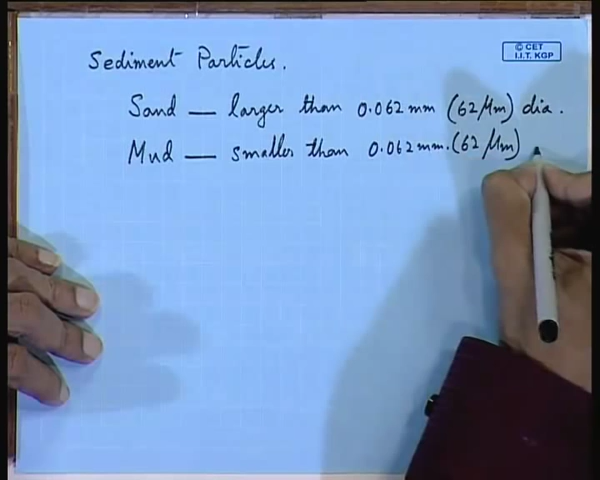 Sediment Particles.
© CET
I.I.T. KGP
Sand — larger than 0.062 mm (62 μm) dia.
Mud — smaller than 0.062 mm. (62 μm)